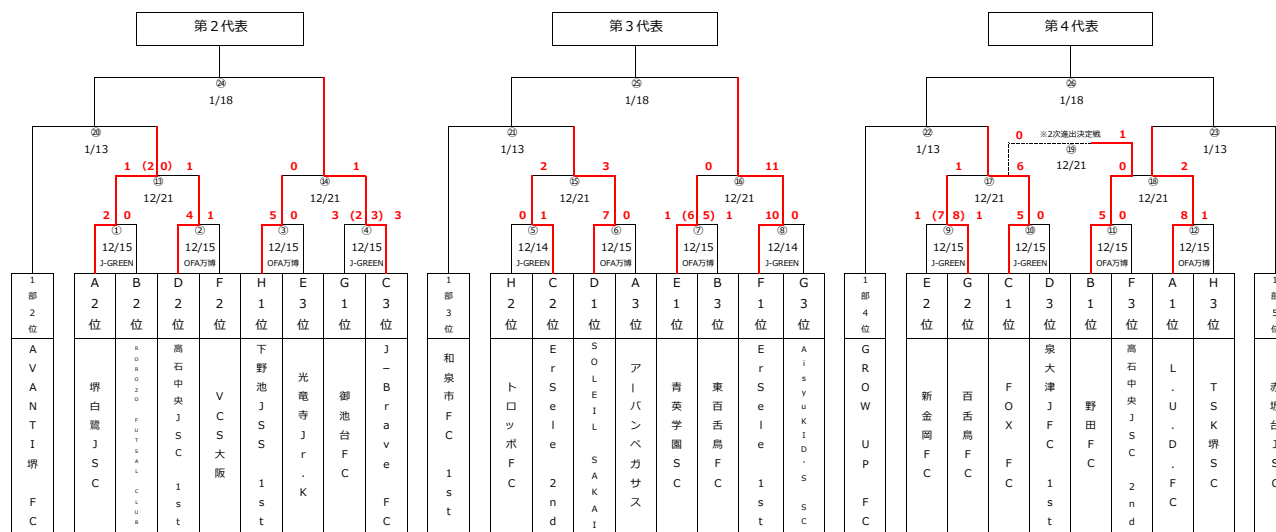 第２代表 第３代表 第４代表
㉔ ㉕ ㉖
1/18 1/18 1/18
⑳ ㉑ ㉒ 0 ※2次進出決定戦 1 ㉓
1/13 1/13 1/13 ⑲ 1/13
12/21
1 (2 0) 1 0 1 2 3 0 11 1 6 0 2
⑬ ⑭ ⑮ ⑯ ⑰ ⑱
12/21 12/21 12/21 12/21 12/21 12/21
2 0 4 1 5 0 3 (2 3) 3 0 1 7 0 1 (6 5) 1 10 0 1 (7 8) 1 5 0 5 0 8 1
① ② ③ ④ ⑤ ⑥ ⑦ ⑧ ⑨ ⑩ ⑪ ⑫
12/15 12/15 12/15 12/15 12/14 12/15 12/15 12/14 12/15 12/15 12/15 12/15
J-GREEN OFA万博 OFA万博 J-GREEN J-GREEN OFA万博 OFA万博 J-GREEN J-GREEN J-GREEN OFA万博 OFA万博
1部2位 A2位 B2位 D2位 F2位 H1位 E3位 G1位 C3位 1部3位 H2位 C2位 D1位 A3位 E1位 B3位 F1位 G3位 1部4位 E2位 G2位 C1位 D3位 B1位 F3位 A1位 H3位 1部5位
AVANTI堺 FC
堺白鷺JSC
ROROZO FUTSAL CLUB
高石中央JSC 1st
VCS大阪
下野池JSS 1st
光竜寺Jr.K
御池台FC
J－Brave FC
和泉市FC 1st
トロッポFC
ErSele 2nd
SOLEIL SAKAI
アーバンペガサス
青英学園SC
東百舌鳥FC
ErSele 1st
AisyuKID'S SC
GROW UP FC
新金岡FC
百舌鳥FC
FOX FC
泉大津JFC 1st
野田FC
高石中央JSC 2nd
L.U.D.FC
TSK堺SC
赤坂台JSC